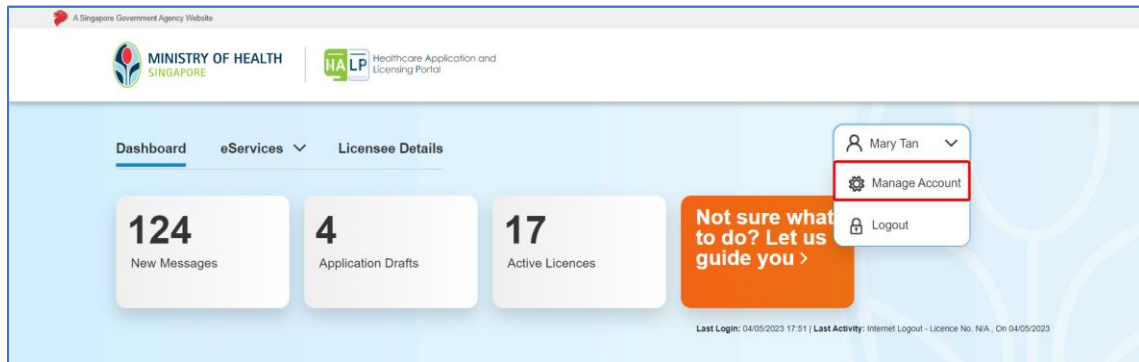 A Singapore Government Agency Website
MINISTRY OF HEALTH
SINGAPORE
HALP
Healthcare Application and
Licensing Portal
Dashboard
eServices
Licensee Details
Mary Tan
Manage Account
Logout
124
New Messages
4
Application Drafts
17
Active Licences
Not sure what
to do? Let us
guide you >
Last Login: 04/05/2023 17:51 | Last Activity: Internet Logout - Licence No. N/A , On 04/05/2023